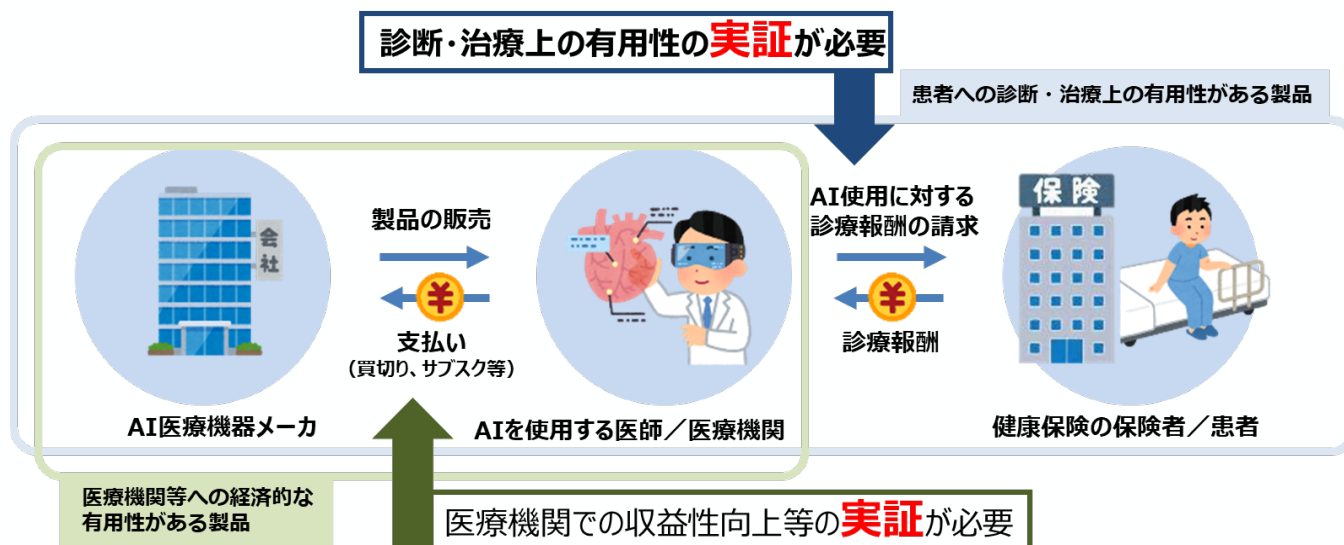 診断・治療上の有用性の実証が必要
患者への診断・治療上の有用性がある製品
会
社
製品の販売
¥
支払い
(買切り、サブスク等)
AI医療機器メーカ
AIを使用する医師／医療機関
AI使用に対する
診療報酬の請求
¥
診療報酬
保険
健康保険の保険者／患者
医療機関等への経済的な
有用性がある製品
医療機関での収益性向上等の実証が必要